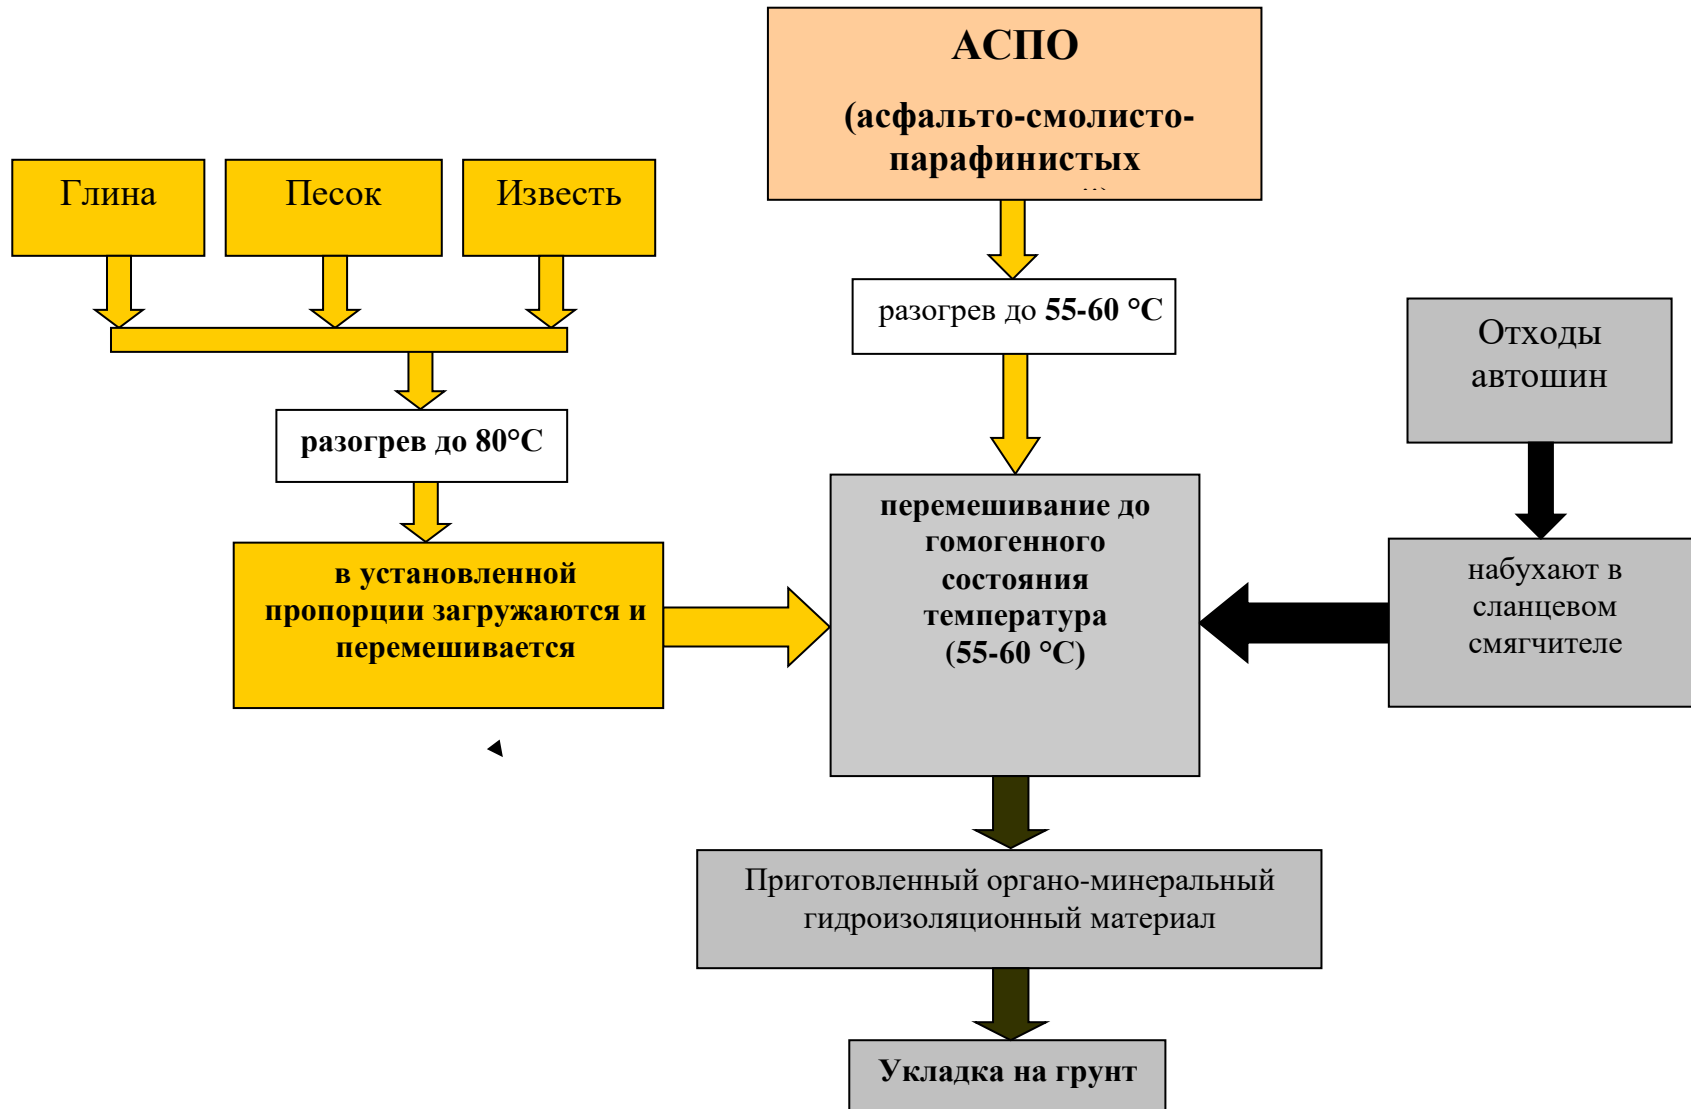 АСПО
(асфальто-смолисто-
парафинистых
Глина
Песок
Известь
разогрев до 55-60 °С
Отходы
автошин
разогрев до 80°С
перемешивание до
гомогенного
состояния
температура
(55-60 °С)
в установленной
пропорции загружаются и
перемешивается
набухают в
сланцевом
смягчителе
Приготовленный органо-минеральный
гидроизоляционный материал
Укладка на грунт